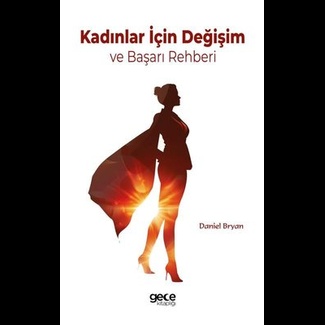 Kadınlar İçin Değişim
ve Başarı Rehberi
Daniel Bryan
gece
kitaplığı